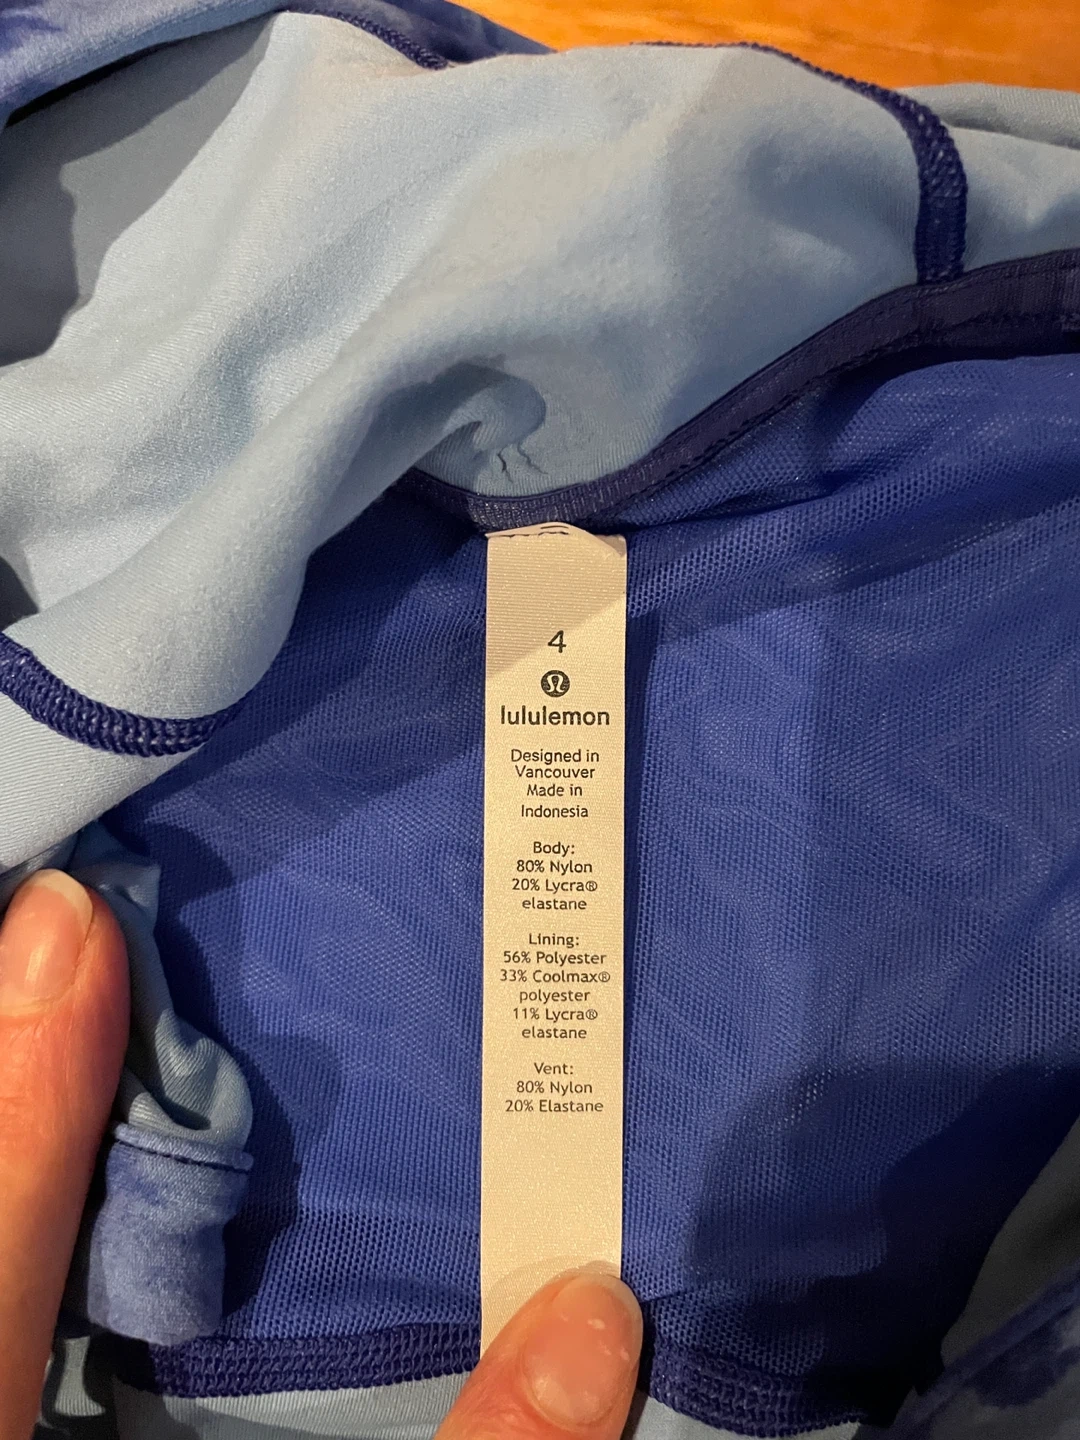 4
lululemon
Designed in
Vancouver
Made in
Indonesia
Body:
80% Nylon
20% Lycra®
elastane
Lining:
56% Polyester
33% Coolmax®
polyester
11% Lycra®
elastane
Vent:
80% Nylon
20% Elastane